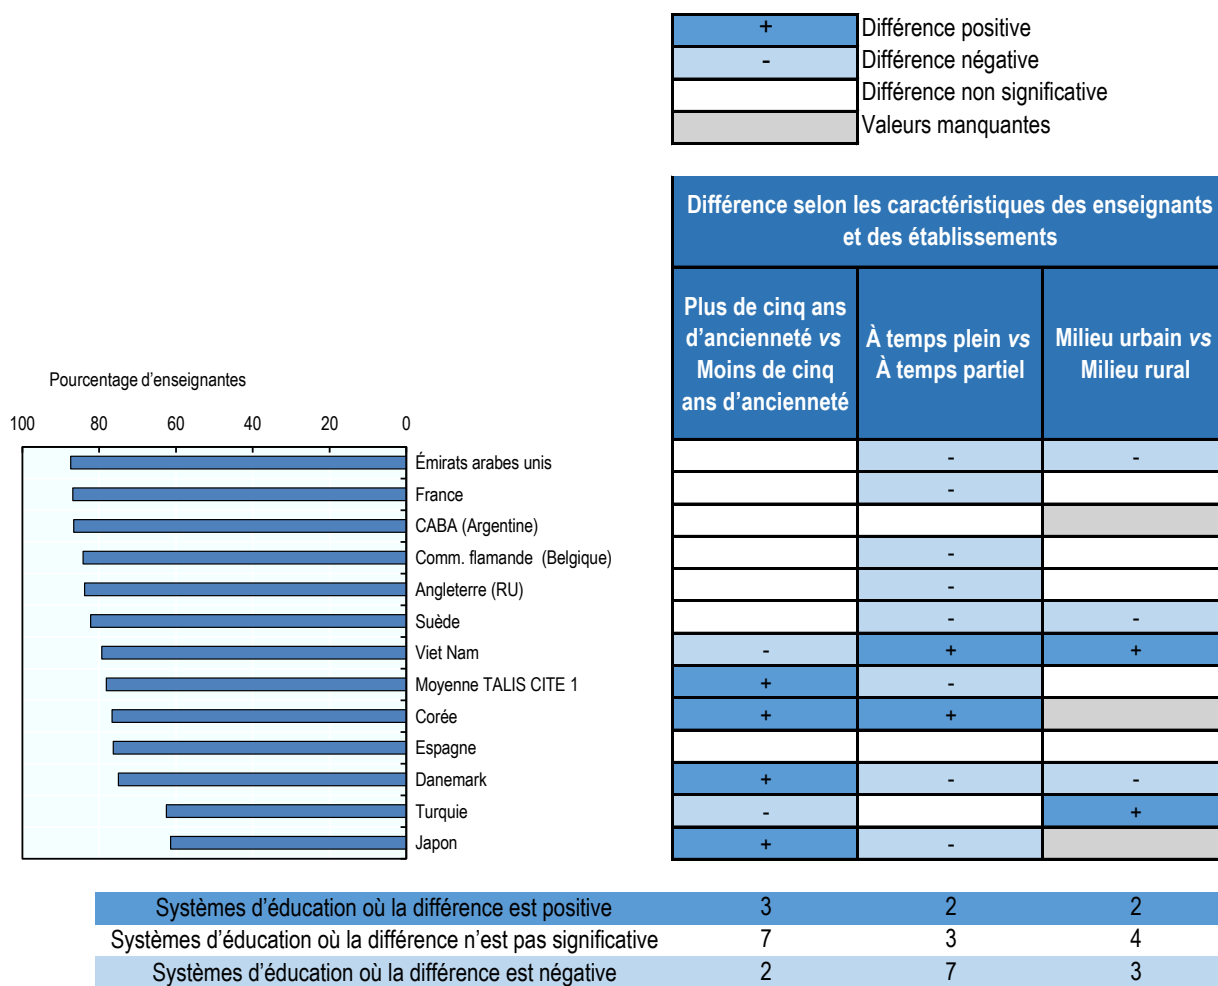 + Différence positive
- Différence négative
Différence non significative
Valeurs manquantes
Différence selon les caractéristiques des enseignants
et des établissements
Plus de cinq ans
d’ancienneté vs
Moins de cinq
ans d’ancienneté
À temps plein vs
À temps partiel
Milieu urbain vs
Milieu rural
Pourcentage d’enseignantes
100 80 60 40 20 0
Émirats arabes unis - -
France -
CABA (Argentine)
Comm. flamande (Belgique) -
Angleterre (RU) -
Suède - -
Viet Nam - + +
Moyenne TALIS CITE 1 + -
Corée + +
Espagne
Danemark + - -
Turquie - +
Japon + -
Systèmes d’éducation où la différence est positive 3 2 2
Systèmes d’éducation où la différence n’est pas significative 7 3 4
Systèmes d’éducation où la différence est négative 2 7 3